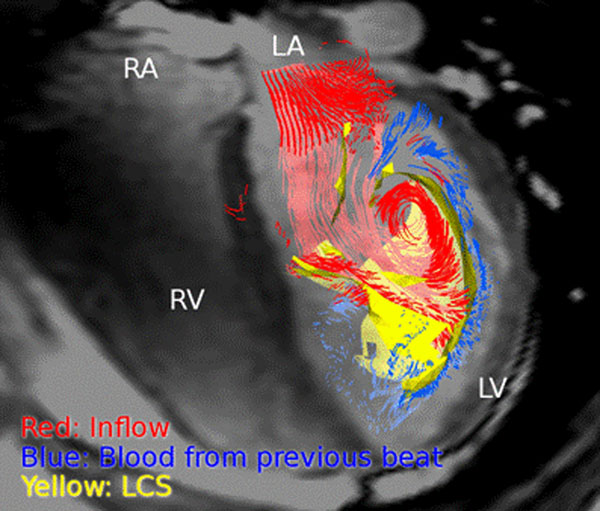 LA
RA
RV
LV
Red: Inflow
Blue: Blood from previous beat
Yellow: LCS